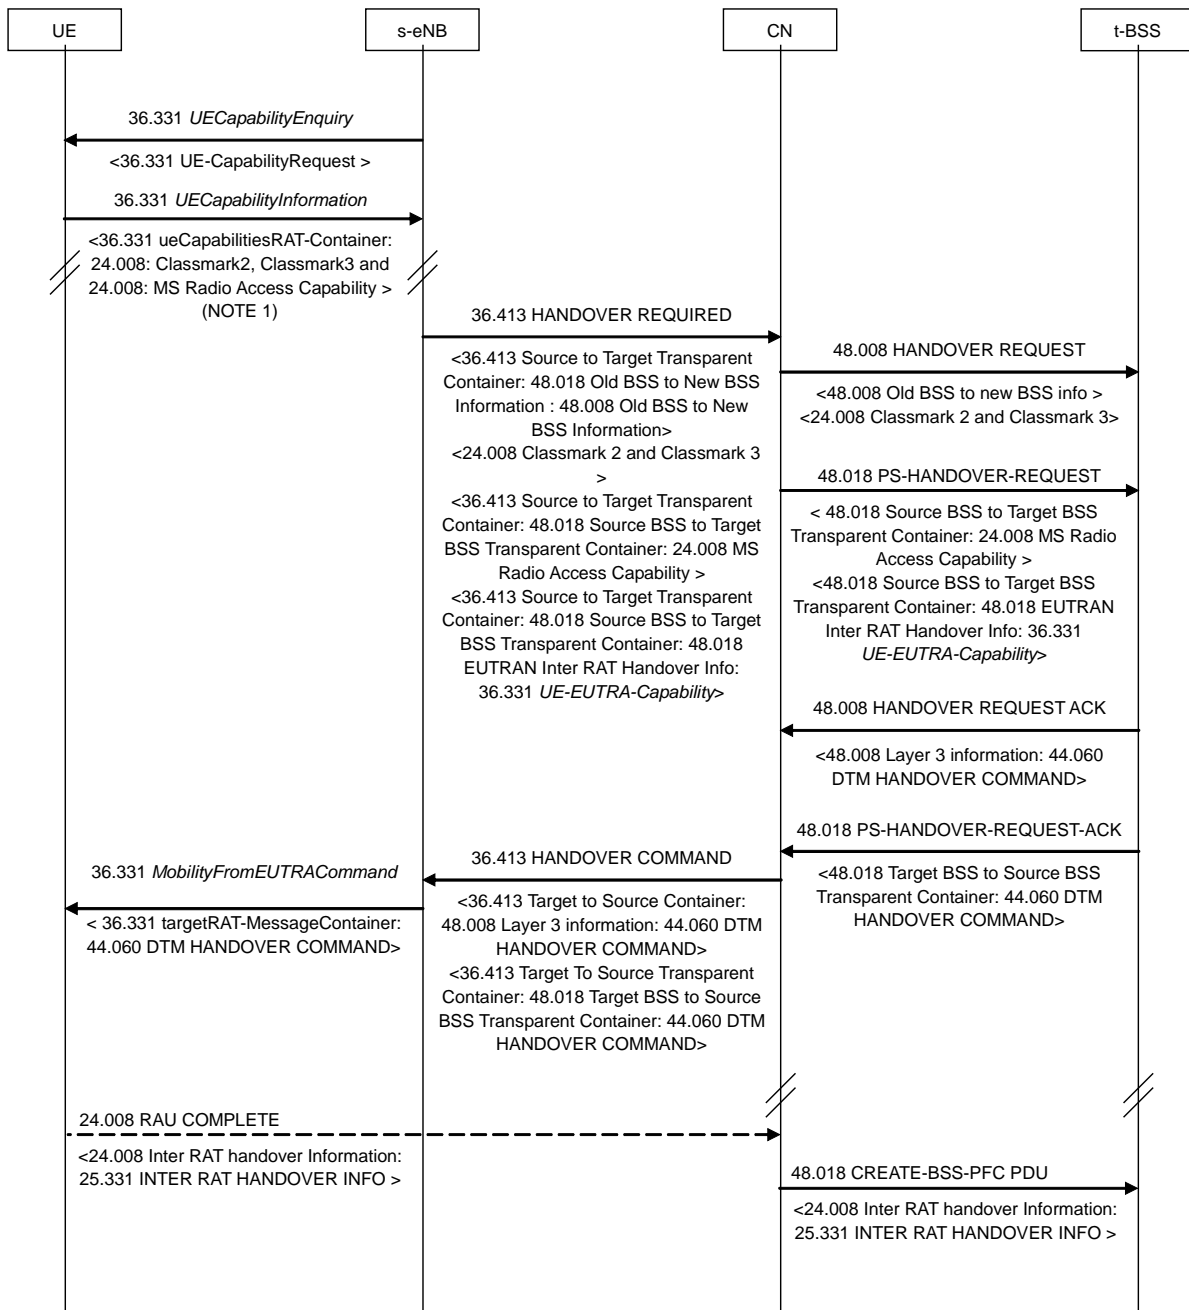 UE
s-eNB
CN
t-BSS
36.331 UECapabilityEnquiry
<36.331 UE-CapabilityRequest >
36.331 UECapabilityInformation
<36.331 ueCapabilitiesRAT-Container:
24.008: Classmark2, Classmark3 and
24.008: MS Radio Access Capability >
(NOTE 1)
36.413 HANDOVER REQUIRED
<36.413 Source to Target Transparent
Container: 48.018 Old BSS to New BSS
Information : 48.008 Old BSS to New
BSS Information>
<24.008 Classmark 2 and Classmark 3
>
<36.413 Source to Target Transparent
Container: 48.018 Source BSS to Target
BSS Transparent Container: 24.008 MS
Radio Access Capability >
<36.413 Source to Target Transparent
Container: 48.018 Source BSS to Target
BSS Transparent Container: 48.018
EUTRAN Inter RAT Handover Info:
36.331 UE-EUTRA-Capability>
48.008 HANDOVER REQUEST
<48.008 Old BSS to new BSS info >
<24.008 Classmark 2 and Classmark 3>
48.018 PS-HANDOVER-REQUEST
< 48.018 Source BSS to Target BSS
Transparent Container: 24.008 MS Radio
Access Capability >
<48.018 Source BSS to Target BSS
Transparent Container: 48.018 EUTRAN
Inter RAT Handover Info: 36.331
UE-EUTRA-Capability>
48.008 HANDOVER REQUEST ACK
<48.008 Layer 3 information: 44.060
DTM HANDOVER COMMAND>
48.018 PS-HANDOVER-REQUEST-ACK
<48.018 Target BSS to Source BSS
Transparent Container: 44.060 DTM
HANDOVER COMMAND>
36.413 HANDOVER COMMAND
<36.413 Target to Source Container:
48.008 Layer 3 information: 44.060 DTM
HANDOVER COMMAND>
<36.413 Target To Source Transparent
Container: 48.018 Target BSS to Source
BSS Transparent Container: 44.060 DTM
HANDOVER COMMAND>
36.331 MobilityFromEUTRACommand
< 36.331 targetRAT-MessageContainer:
44.060 DTM HANDOVER COMMAND>
24.008 RAU COMPLETE
<24.008 Inter RAT handover Information:
25.331 INTER RAT HANDOVER INFO >
48.018 CREATE-BSS-PFC PDU
<24.008 Inter RAT handover Information:
25.331 INTER RAT HANDOVER INFO >